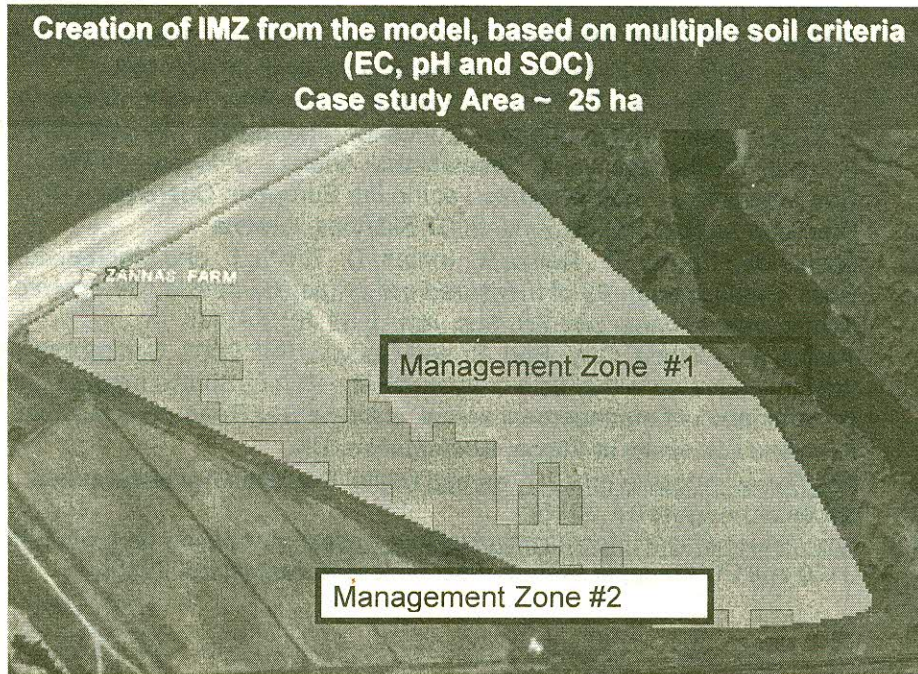 Creation of IMZ from the model, based on multiple soil criteria
(EC, pH and SOC)
Case study Area ~ 25 ha
ZANNAS FARM
Management Zone #1
Management Zone #2